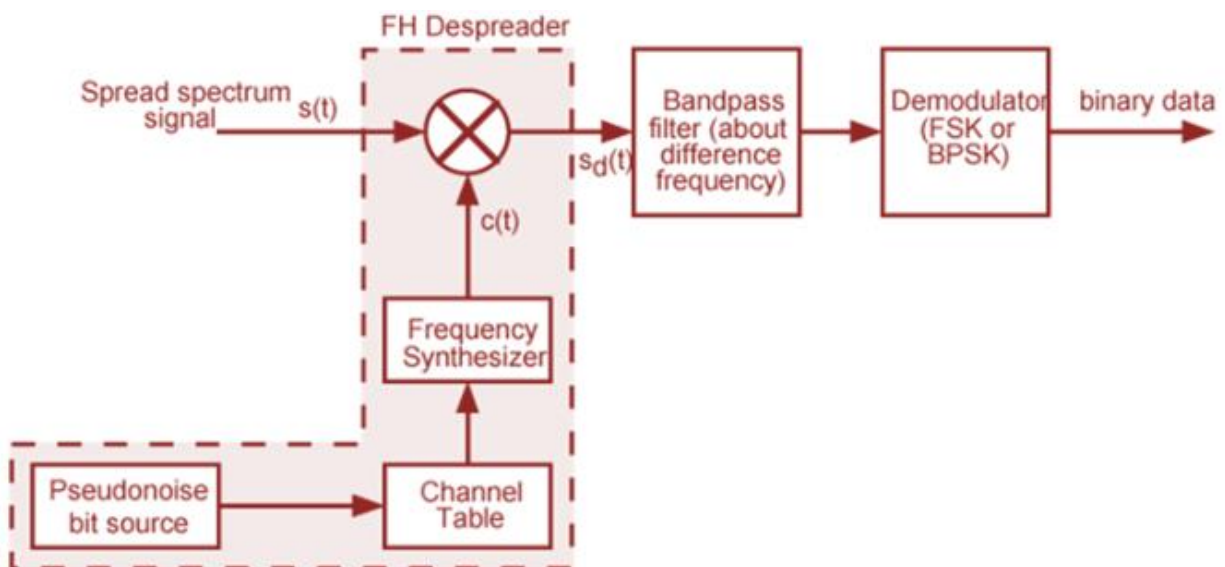 FH Despreader
Spread spectrum
signal
s(t)
s_d(t)
Bandpass
filter (about
difference
frequency)
Demodulator
(FSK or
BPSK)
binary data
c(t)
Frequency
Synthesizer
Pseudonoise
bit source
Channel
Table